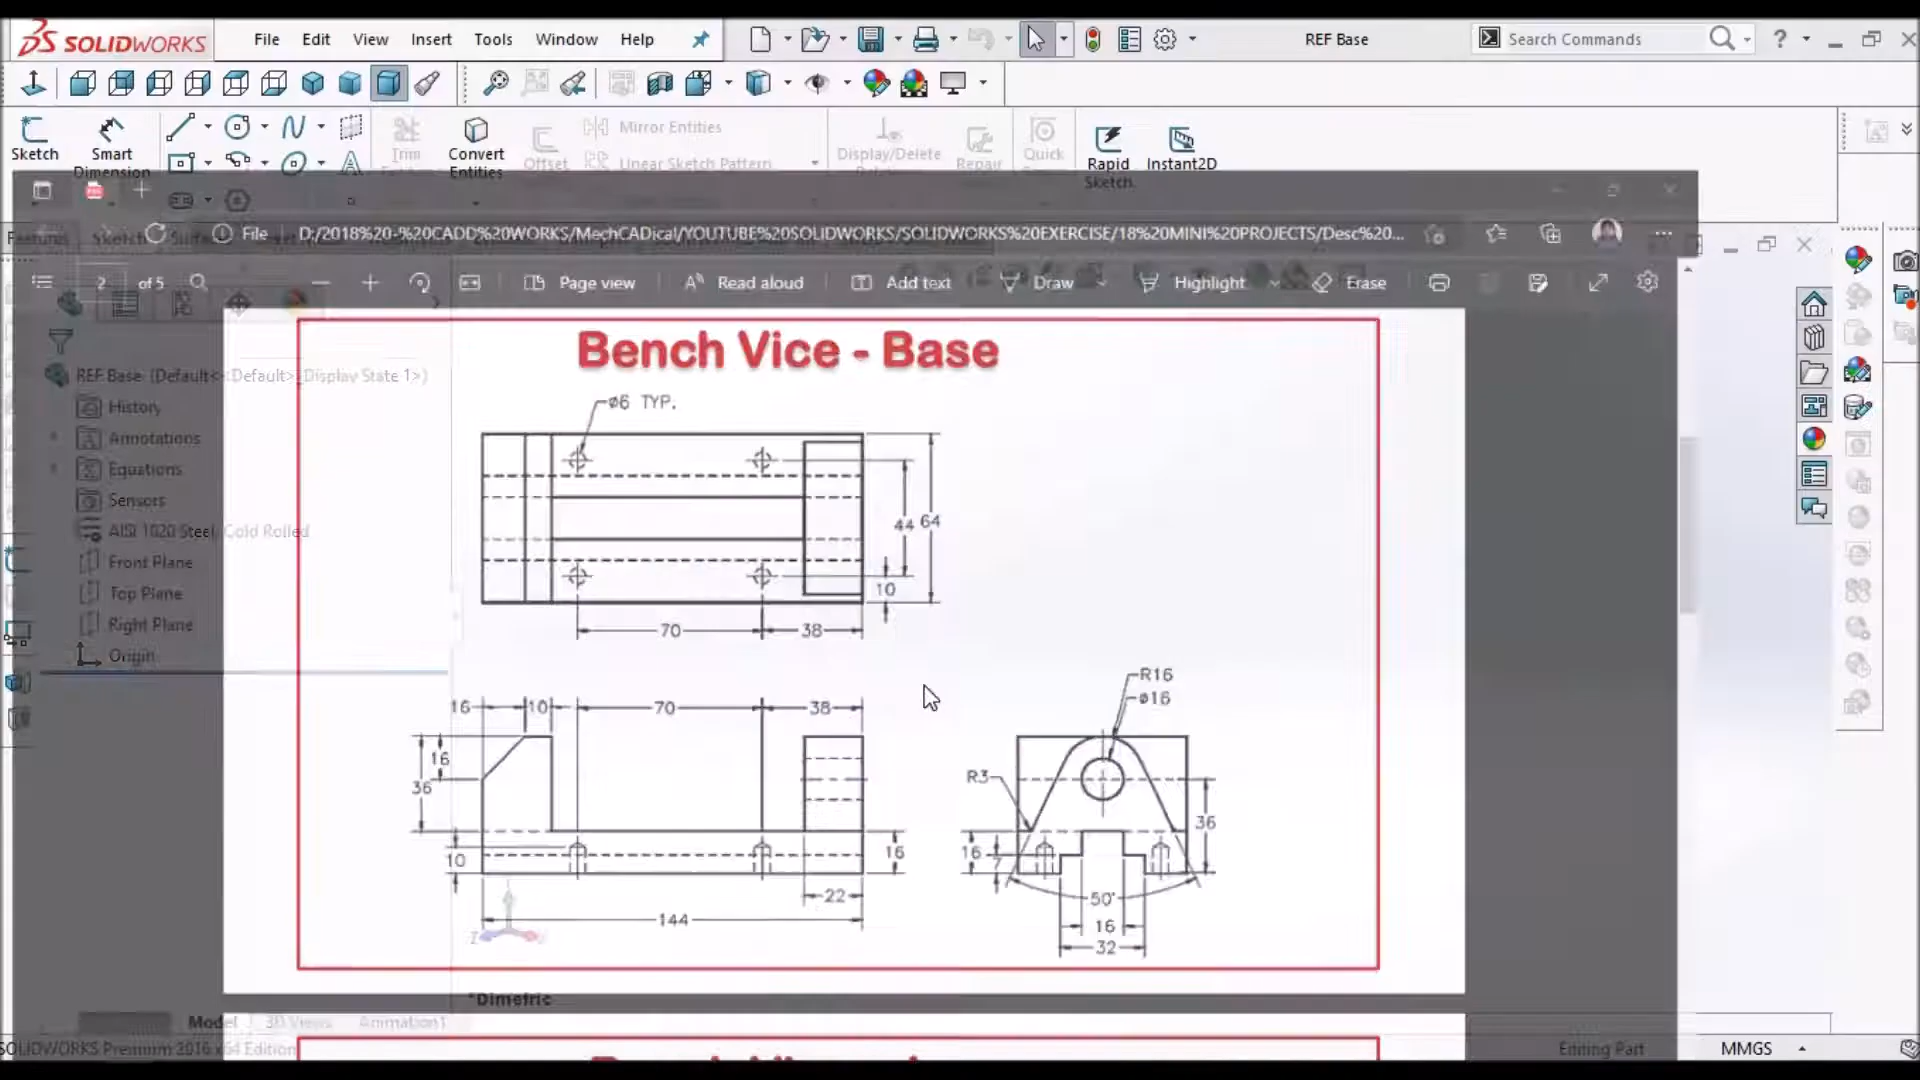 SOLIDWORKS File Edit View Insert Tools Window Help REF Base Search Commands ?
Mirror Entities
Sketch Smart Dimension Trim Convert Entities Offset Linear Sketch Pattern Display/Delete Repair Quick Rapid Sketch Instant2D
File D:/2018%20-%20CADD%20WORKS/MechCADical/YOUTUBE%20SOLIDWORKS/SOLIDWORKS%20EXERCISE/18%20MINI%20PROJECTS/Desc%20...
Features Sketch
2 of 5 Page view Read aloud Add text Draw Highlight Erase
Bench Vice - Base
REF Base (Default<<Default>_Display State 1>)
History
Annotations
Equations
Sensors
AISI 1020 Steel, Cold Rolled
Front Plane
Top Plane
Right Plane
Origin
ø6 TYP.
44 64
10
70 38
R16
ø16
16 10 70 38
16
36
R3
36
10 16 16 7
22
50°
144
16
32
Z
*Dimetric
Model 3D Views Animation1
SOLIDWORKS Premium 2016 x64 Edition Editing Part MMGS